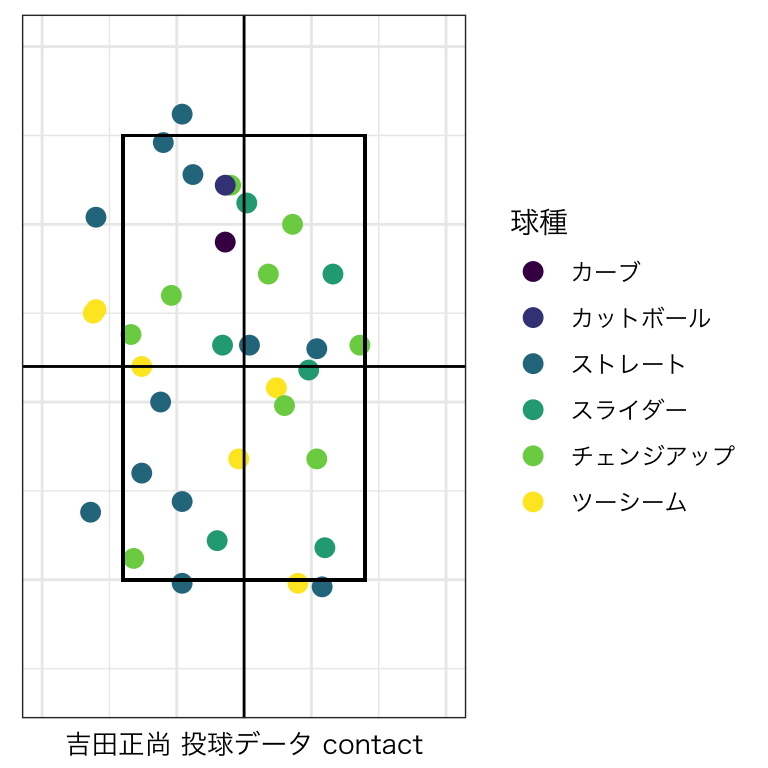 球種
カーブ
カットボール
ストレート
スライダー
チェンジアップ
ツーシーム
吉田正尚 投球データ contact